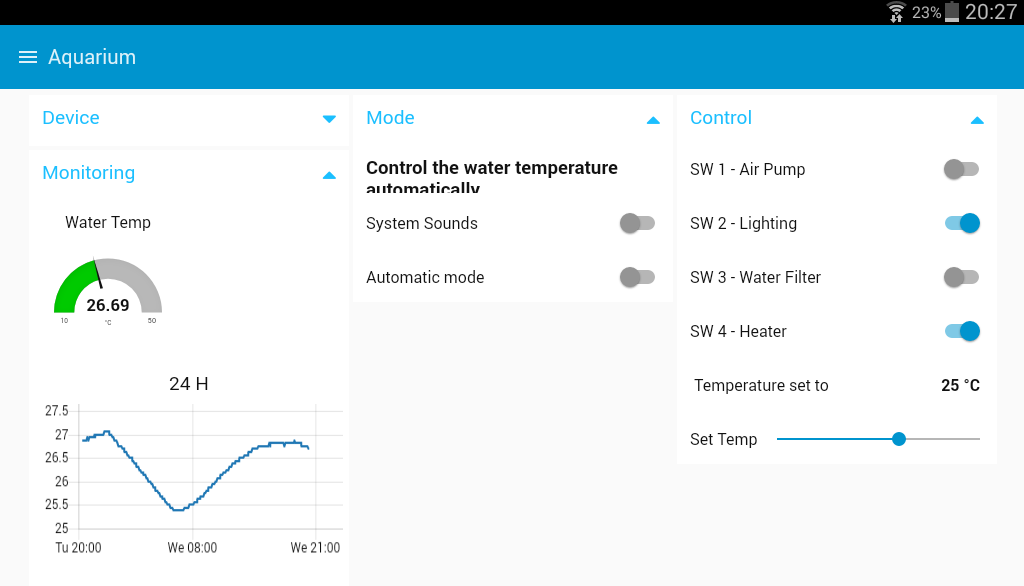 23% 20:27
Aquarium
Device
Monitoring
Water Temp
26.69
10 °C 50
24 H
27.5
27
26.5
26
25.5
25
Tu 20:00 We 08:00 We 21:00
Mode
Control the water temperature
automatically
System Sounds
Automatic mode
Control
SW 1 - Air Pump
SW 2 - Lighting
SW 3 - Water Filter
SW 4 - Heater
Temperature set to 25 °C
Set Temp